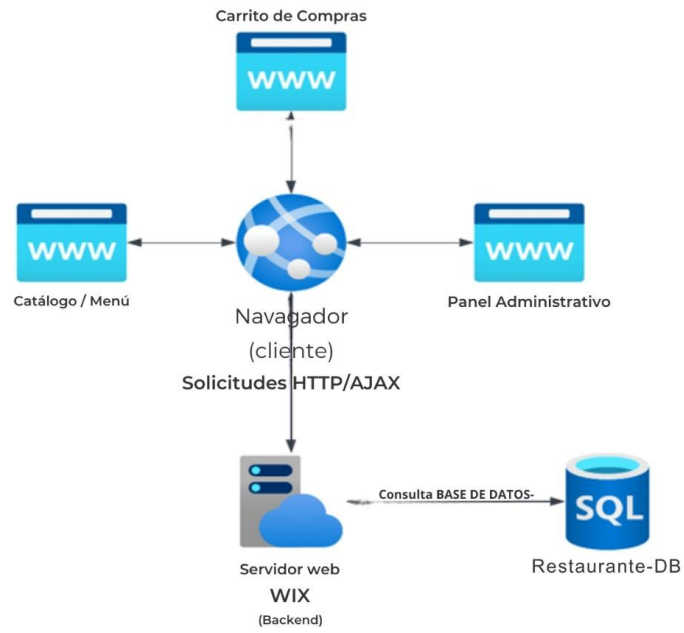 Carrito de Compras
WWW
WWW
WWW
Catálogo / Menú
Panel Administrativo
Navagador
(cliente)
Solicitudes HTTP/AJAX
Consulta BASE DE DATOS-
SQL
Restaurante-DB
Servidor web
WIX
(Backend)